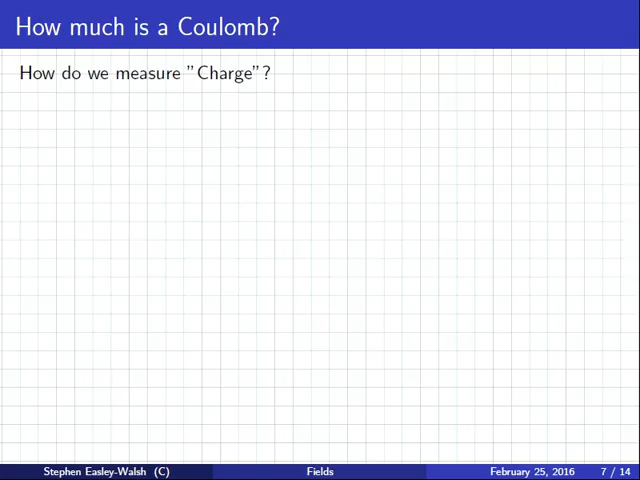 How much is a Coulomb?
How do we measure ”Charge”?
Stephen Easley-Walsh (C) Fields February 25, 2016 7 / 14